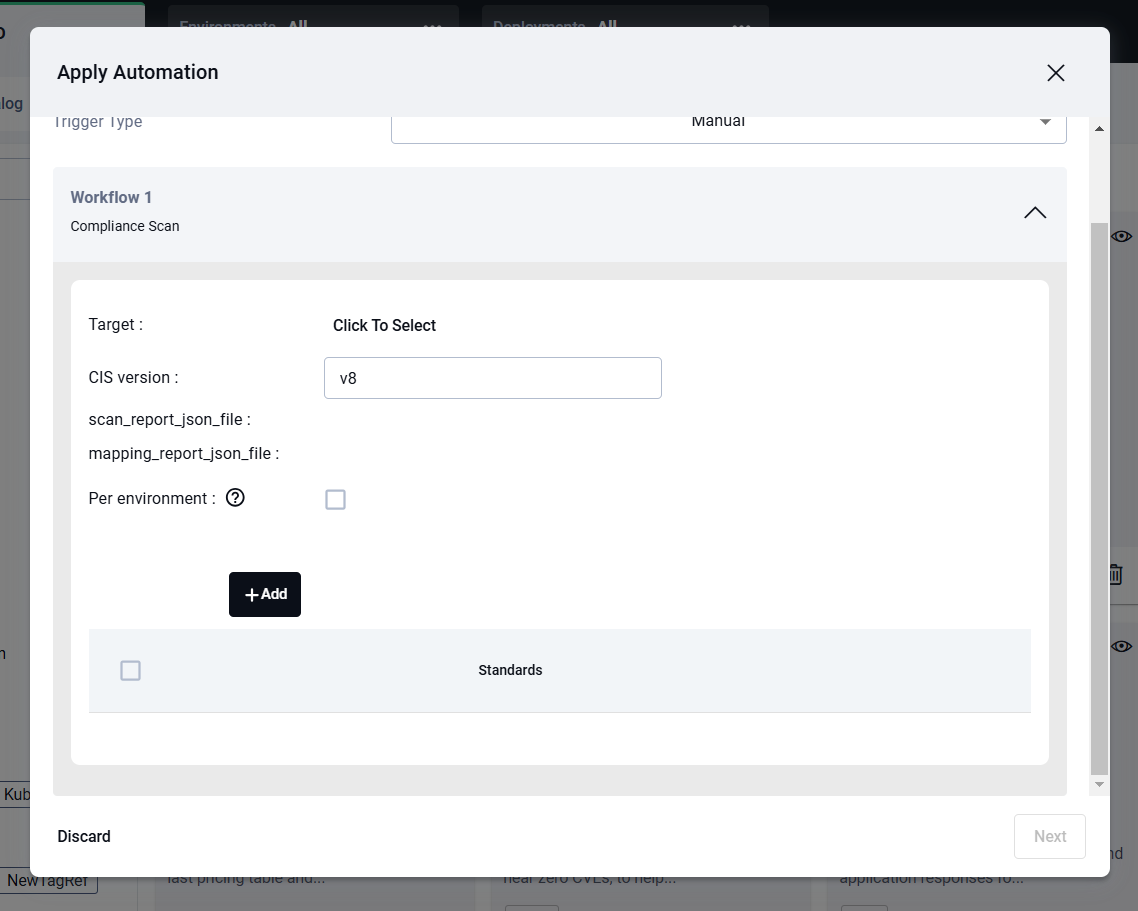 Environments All ...
Deployments All ...
Apply Automation
log
Trigger Type
Manual
Workflow 1
Compliance Scan
Target :
Click To Select
CIS version :
v8
scan_report_json_file :
mapping_report_json_file :
Per environment :
+ Add
Standards
Kub
Discard
Next
nd
NewTagRef
last pricing table and...
near zero CVEs, to help...
application responses fo...